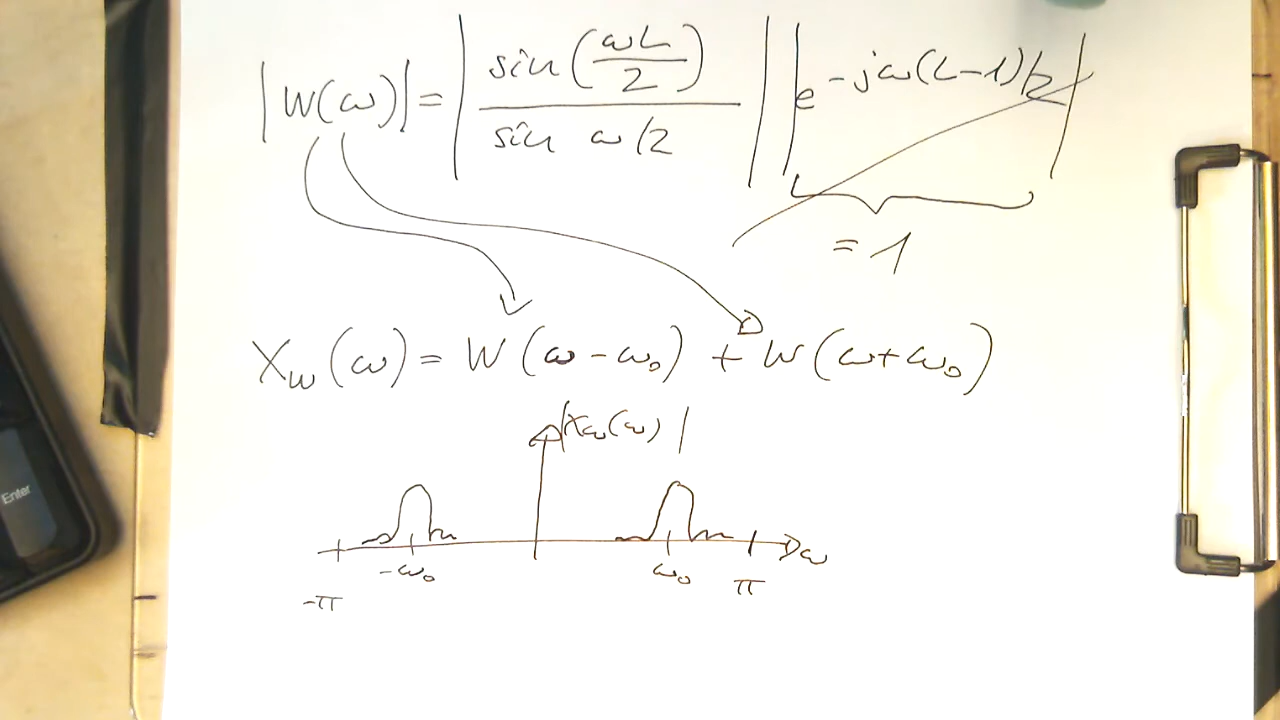 |W(ω)| = | sin(ωL/2) / sin ω/2 | | e^-jω(L-1)/2 |
= 1
X_w(ω) = W(ω-ω₀) + W(ω+ω₀)
|X_w(ω)|
-ω₀ ω₀ ω
-π π
Enter